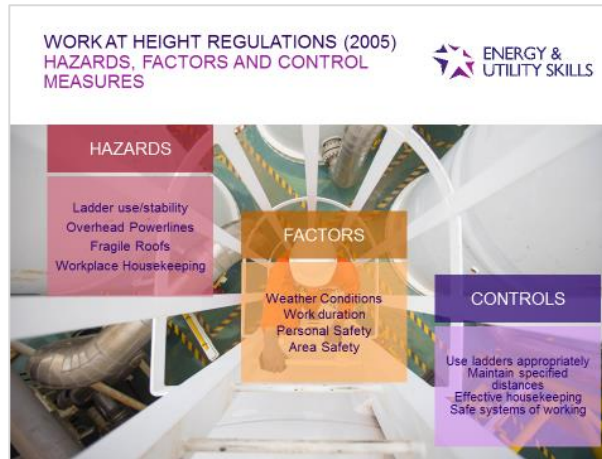 WORK AT HEIGHT REGULATIONS (2005)
HAZARDS, FACTORS AND CONTROL
MEASURES
ENERGY &
UTILITY SKILLS
HAZARDS
Ladder use/stability
Overhead Powerlines
Fragile Roofs
Workplace Housekeeping
FACTORS
Weather Conditions
Work duration
Personal Safety
Area Safety
CONTROLS
Use ladders appropriately
Maintain specified
distances
Effective housekeeping
Safe systems of working